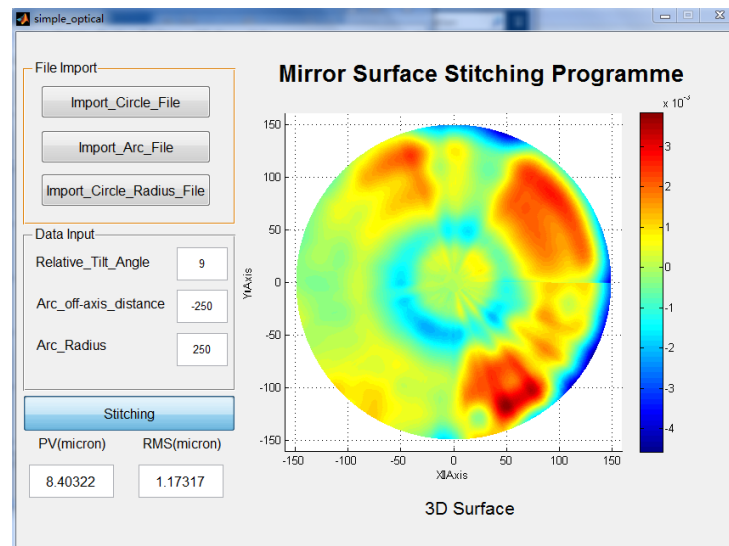 simple_optical
File Import
Import_Circle_File
Import_Arc_File
Import_Circle_Radius_File
Data Input
Relative_Tilt_Angle
9
Arc_off-axis_distance
-250
Arc_Radius
250
Stitching
PV(micron)
RMS(micron)
8.40322
1.17317
Mirror Surface Stitching Programme
x 10⁻³
150
100
50
0
-50
-100
-150
-150
-100
-50
0
50
100
150
3D Surface
3
2
1
0
-1
-2
-3
-4